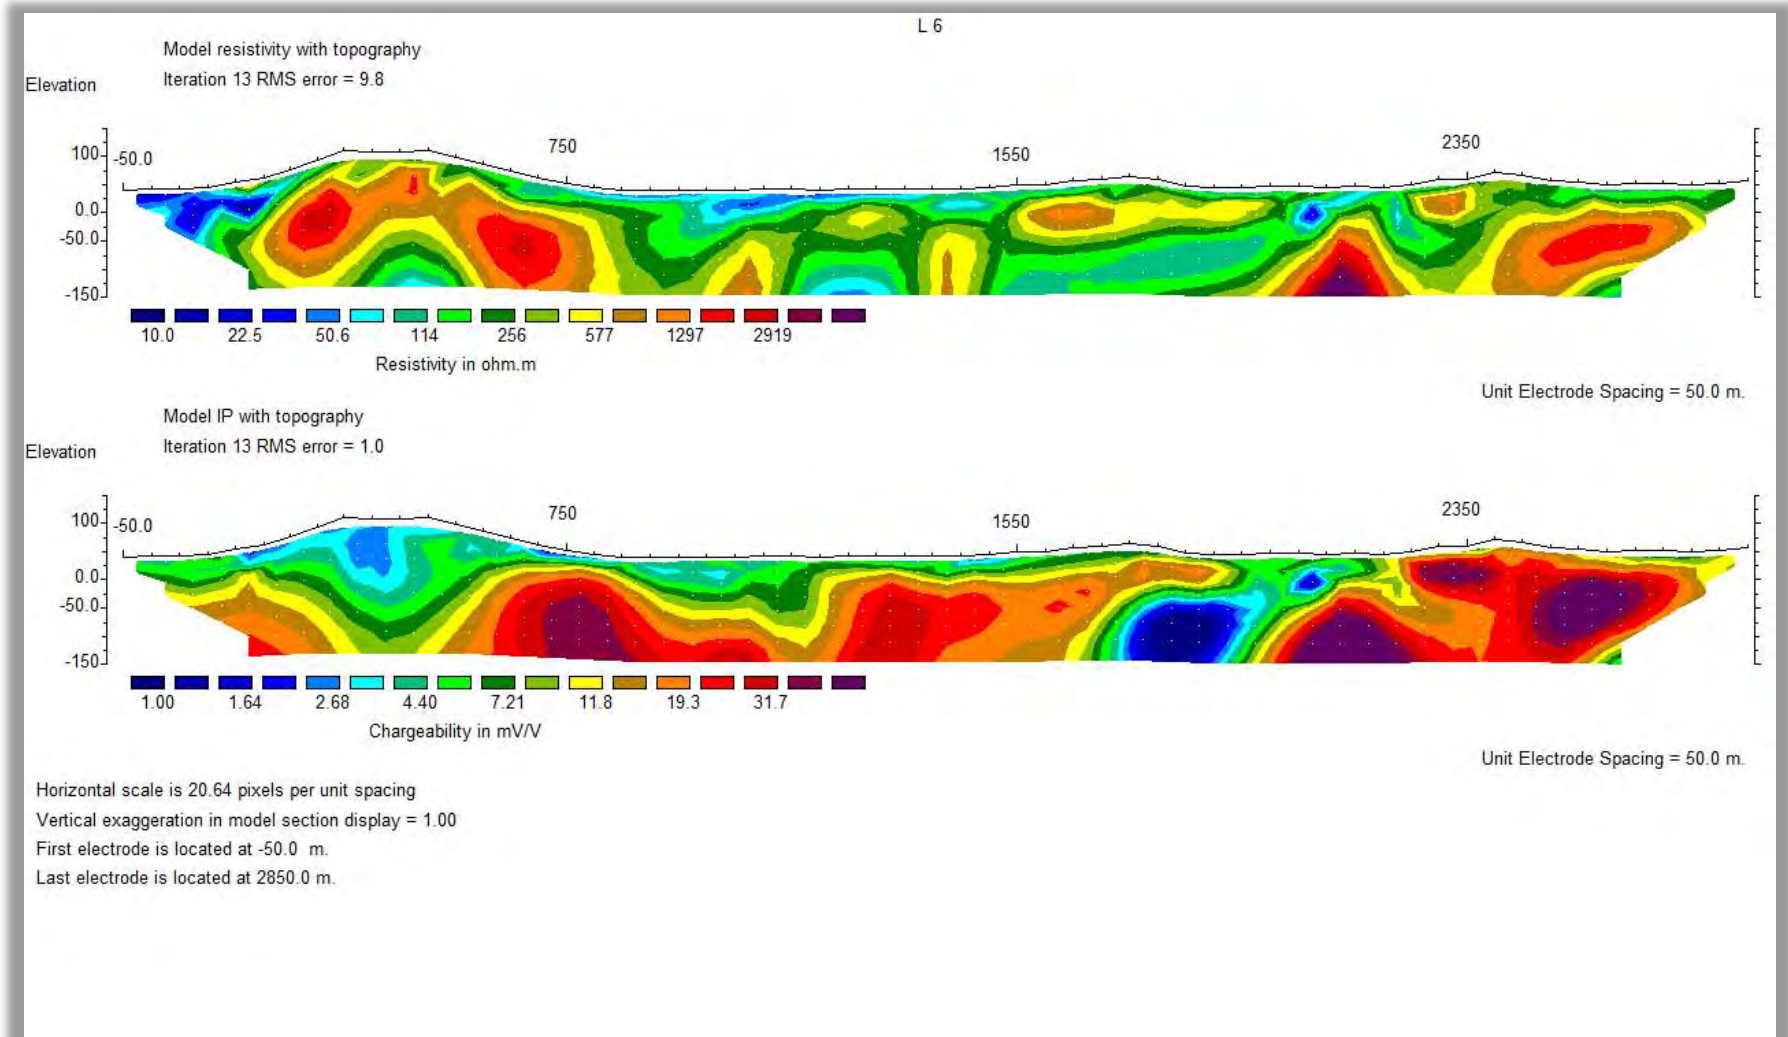 L 6
Model resistivity with topography
Iteration 13 RMS error = 9.8
Elevation
750
1550
2350
100
-50.0
0.0
-50.0
-150
10.0 22.5 50.6 114 256 577 1297 2919
Resistivity in ohm.m
Unit Electrode Spacing = 50.0 m.
Model IP with topography
Iteration 13 RMS error = 1.0
Elevation
750
1550
2350
100
-50.0
0.0
-50.0
-150
1.00 1.64 2.68 4.40 7.21 11.8 19.3 31.7
Chargeability in mV/V
Unit Electrode Spacing = 50.0 m.
Horizontal scale is 20.64 pixels per unit spacing
Vertical exaggeration in model section display = 1.00
First electrode is located at -50.0 m.
Last electrode is located at 2850.0 m.